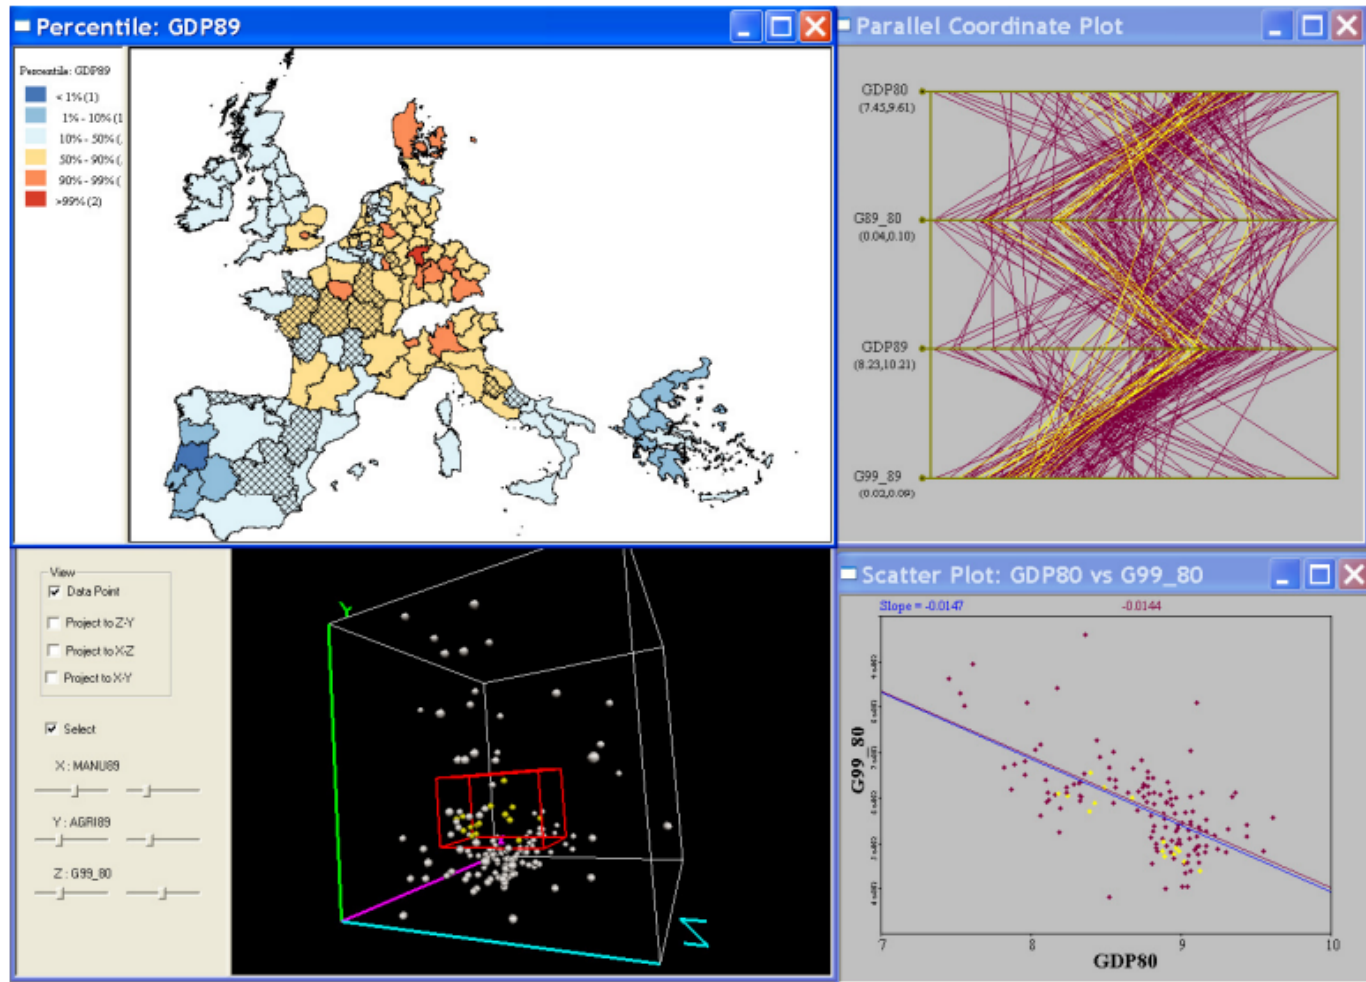 Percentile: GDP89
Percentile: GDP89
< 1% (1)
1% - 10% (1
10% - 50% (
50% - 90% (
90% - 99% (
>99% (2)
Parallel Coordinate Plot
GDP80
(7.43,9.61)
G89_80
(0.04,0.10)
GDP89
(8.23,10.21)
G99_89
(0.02,0.09)
View
Data Point
Project to Z-Y
Project to X-Z
Project to X-Y
Select
X : MANU89
Y : AGRI89
Z : G99_80
Y
Z
Scatter Plot: GDP80 vs G99_80
Slope = -0.0147
-0.0144
G99_80
7
8
9
10
GDP80